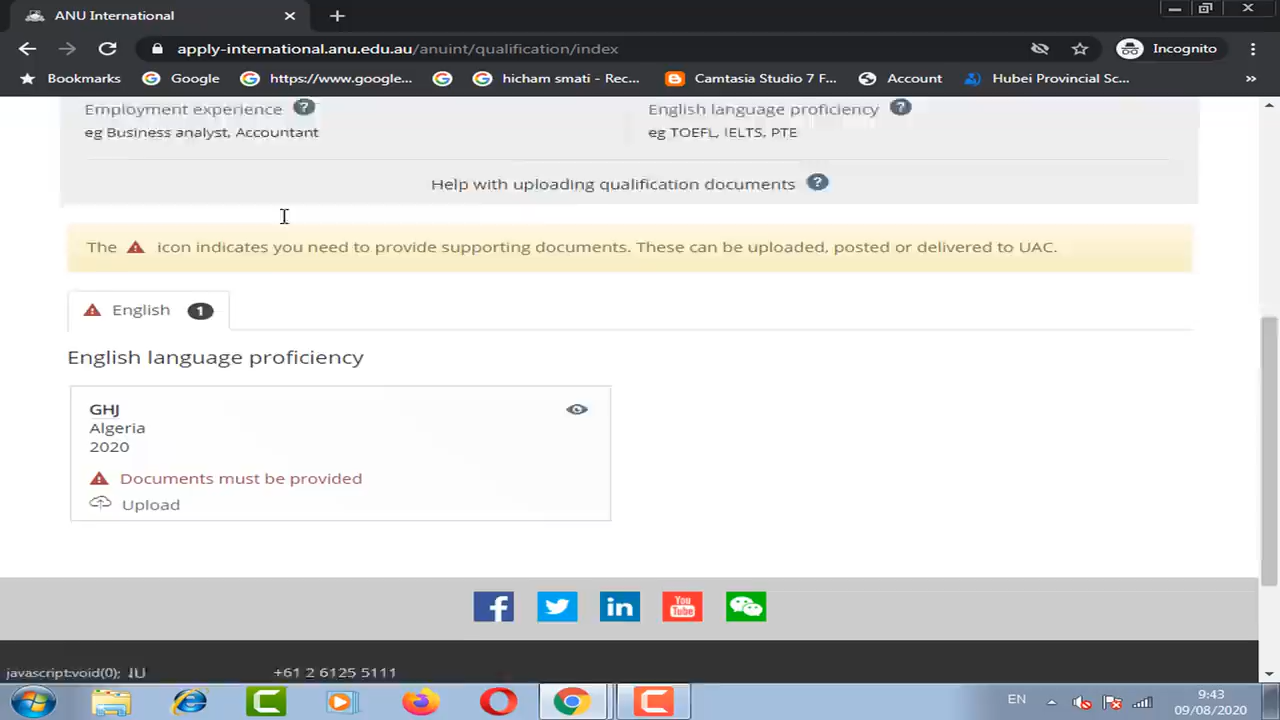 ANU International
apply-international.anu.edu.au/anuint/qualification/index
Incognito
Bookmarks
Google
https://www.google...
hicham smati - Rec...
Camtasia Studio 7 F...
Account
Hubei Provincial Sc...
»
Employment experience ?
English language proficiency ?
eg Business analyst, Accountant
eg TOEFL, IELTS, PTE
Help with uploading qualification documents ?
The icon indicates you need to provide supporting documents. These can be uploaded, posted or delivered to UAC.
English 1
English language proficiency
GHJ
Algeria
2020
Documents must be provided
Upload
You Tube
javascript:void(0);
+61 2 6125 5111
EN
9:43
09/08/2020